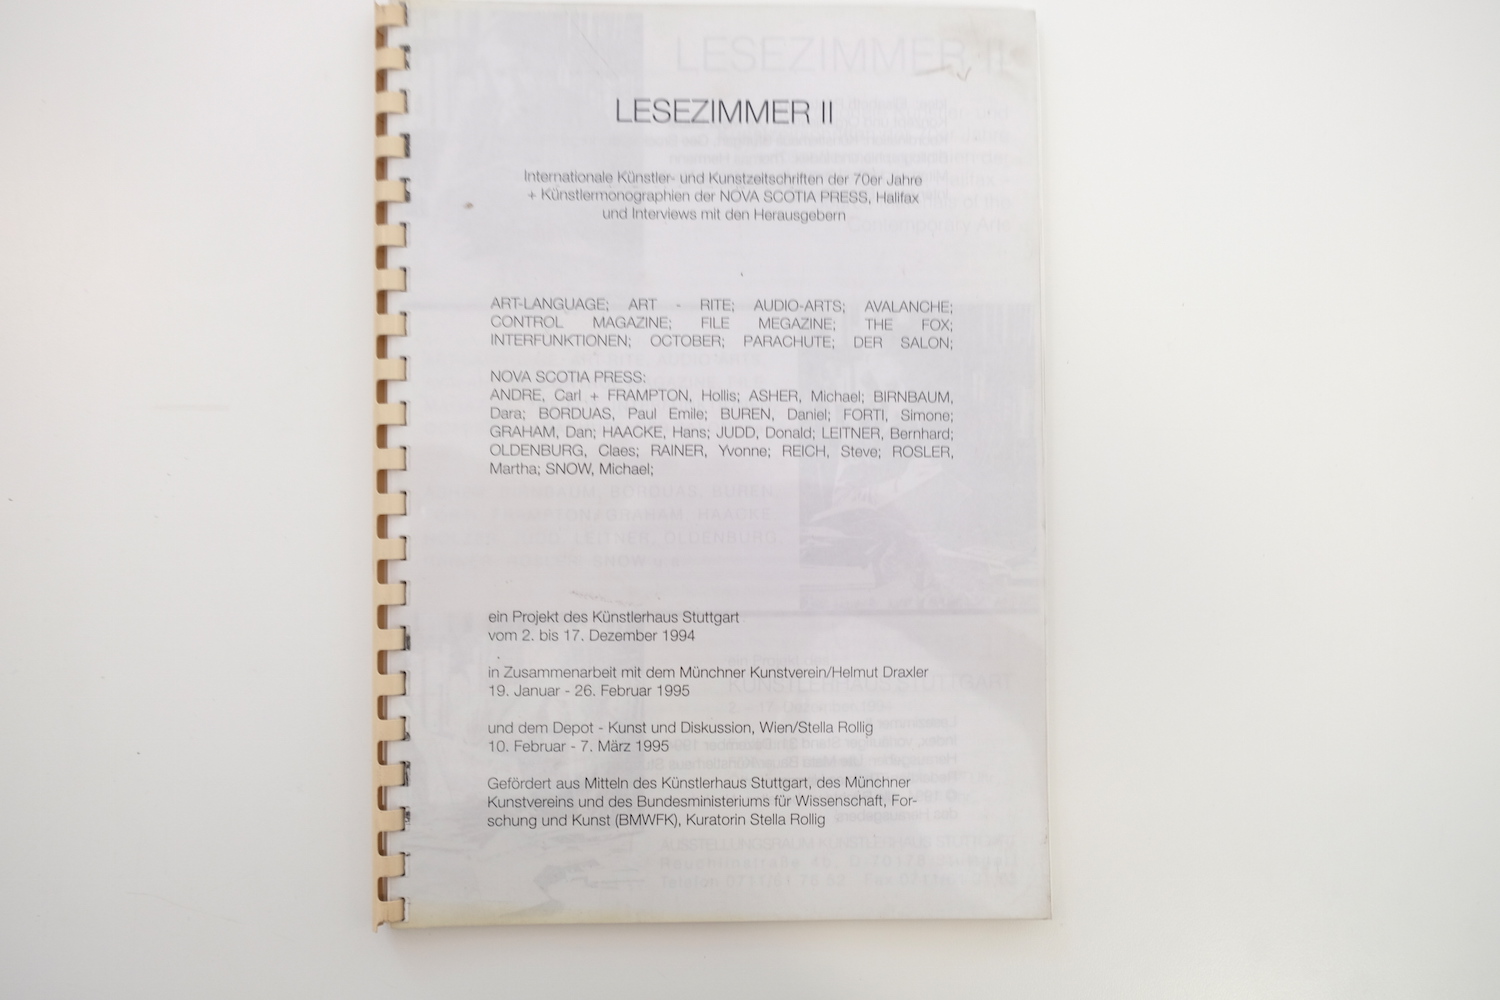 LESEZIMMER II
Internationale Künstler- und Kunstzeitschriften der 70er Jahre
+ Künstlermonographien der NOVA SCOTIA PRESS, Halifax
und Interviews mit den Herausgebern
ART-LANGUAGE; ART - RITE; AUDIO-ARTS; AVALANCHE;
CONTROL MAGAZINE; FILE MEGAZINE; THE FOX;
INTERFUNKTIONEN; OCTOBER; PARACHUTE; DER SALON;
NOVA SCOTIA PRESS:
ANDRE, Carl + FRAMPTON, Hollis; ASHER, Michael; BIRNBAUM,
Dara; BORDUAS, Paul Emile; BUREN, Daniel; FORTI, Simone;
GRAHAM, Dan; HAACKE, Hans; JUDD, Donald; LEITNER, Bernhard;
OLDENBURG, Claes; RAINER, Yvonne; REICH, Steve; ROSLER,
Martha; SNOW, Michael;
ein Projekt des Künstlerhaus Stuttgart
vom 2. bis 17. Dezember 1994
in Zusammenarbeit mit dem Münchner Kunstverein/Helmut Draxler
19. Januar - 26. Februar 1995
und dem Depot - Kunst und Diskussion, Wien/Stella Rollig
10. Februar - 7. März 1995
Gefördert aus Mitteln des Künstlerhaus Stuttgart, des Münchner
Kunstvereins und des Bundesministeriums für Wissenschaft, For-
schung und Kunst (BMWFK), Kuratorin Stella Rollig